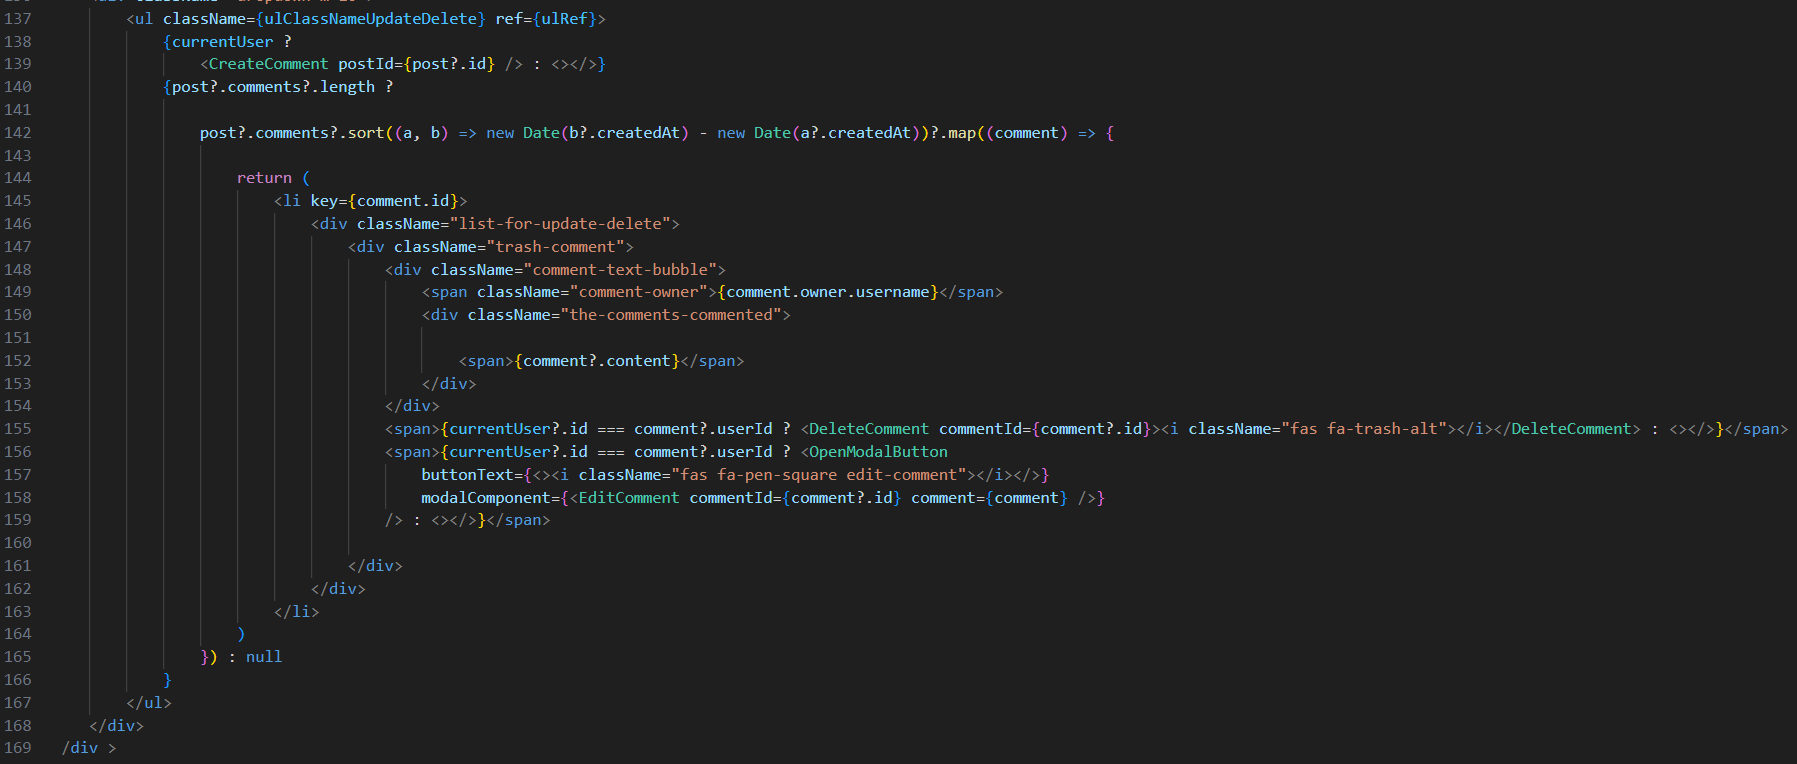 137 <ul className={ulClassNameUpdateDelete} ref={ulRef}>
138 {currentUser ?
139 <CreateComment postId={post?.id} /> : <></>}
140 {post?.comments?.length ?
141
142 post?.comments?.sort((a, b) => new Date(b?.createdAt) - new Date(a?.createdAt))?.map((comment) => {
143
144 return (
145 <li key={comment.id}>
146 <div className="list-for-update-delete">
147 <div className="trash-comment">
148 <div className="comment-text-bubble">
149 <span className="comment-owner">{comment.owner.username}</span>
150 <div className="the-comments-commented">
151
152 <span>{comment?.content}</span>
153 </div>
154 </div>
155 <span>{currentUser?.id === comment?.userId ? <DeleteComment commentId={comment?.id}><i className="fas fa-trash-alt"></i></DeleteComment> : <></>}</span>
156 <span>{currentUser?.id === comment?.userId ? <OpenModalButton
157 buttonText={<><i className="fas fa-pen-square edit-comment"></i></>}
158 modalComponent={<EditComment commentId={comment?.id} comment={comment} />}
159 /> : <></>}</span>
160
161 </div>
162 </div>
163 </li>
164 )
165 }) : null
166 }
167 </ul>
168 </div>
169 /div >